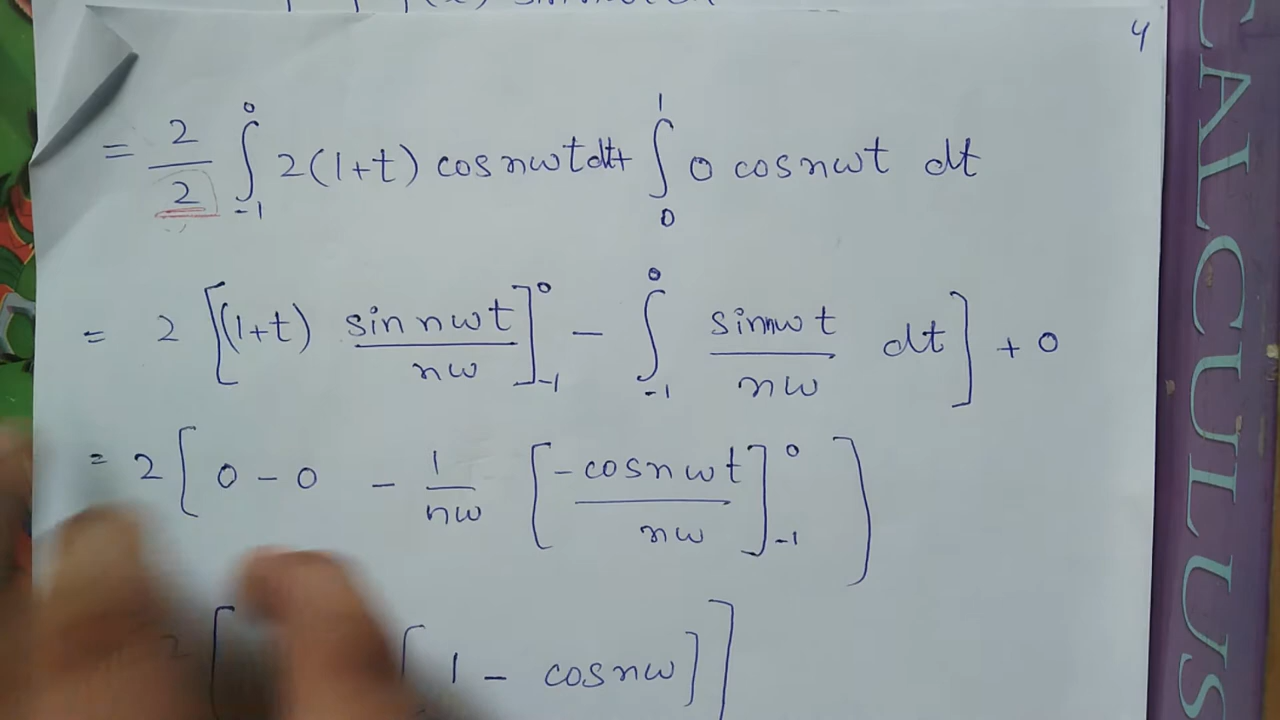 4
= 2/2 ∫_{-1}^{0} 2(1+t) cos nωt dt + ∫_{0}^{1} 0 cos nωt dt
= 2 [(1+t) sin nωt / nω]_{-1}^{0} - ∫_{-1}^{0} sin nωt / nω dt] + 0
= 2 [ 0 - 0 - 1/nω [ -cos nωt / nω ]_{-1}^{0} )
2 [ [ 1 - cos nω ] ]
CALCULUS